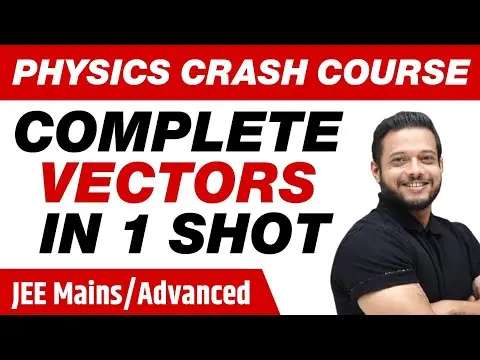 PHYSICS CRASH COURSE
COMPLETE
VECTORS
IN 1 SHOT
JEE Mains/Advanced